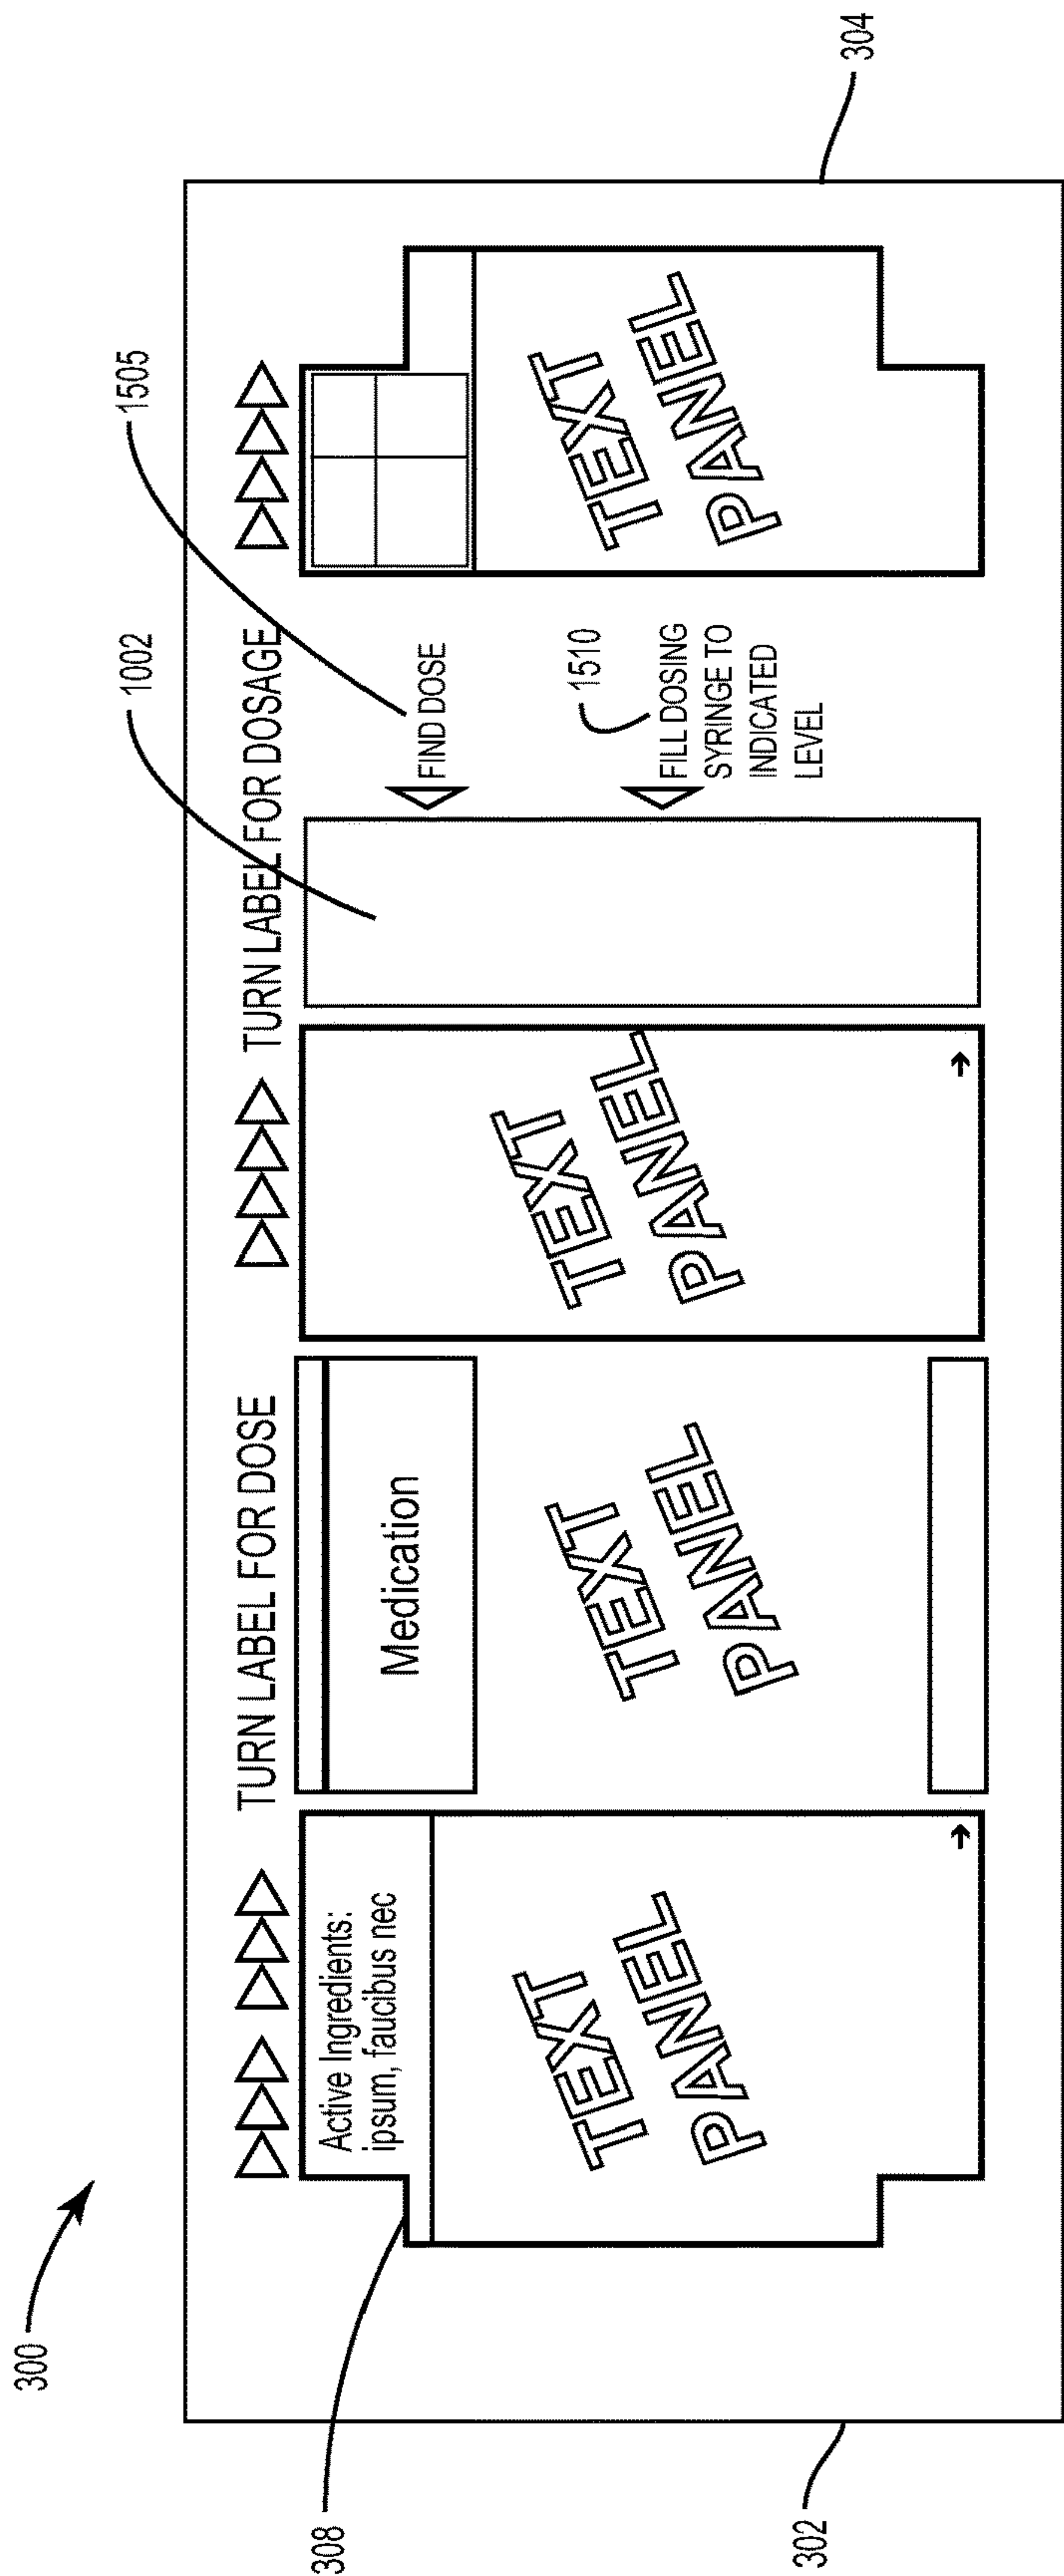 300
1002
1505
304
TURN LABEL FOR DOSE
TURN LABEL FOR DOSAGE
308
Active Ingredients:
ipsum, faucibus nec
TEXT
PANEL
Medication
TEXT
PANEL
TEXT
PANEL
FIND DOSE
1510
FILL DOSING
SYRINGE TO
INDICATED
LEVEL
TEXT
PANEL
302